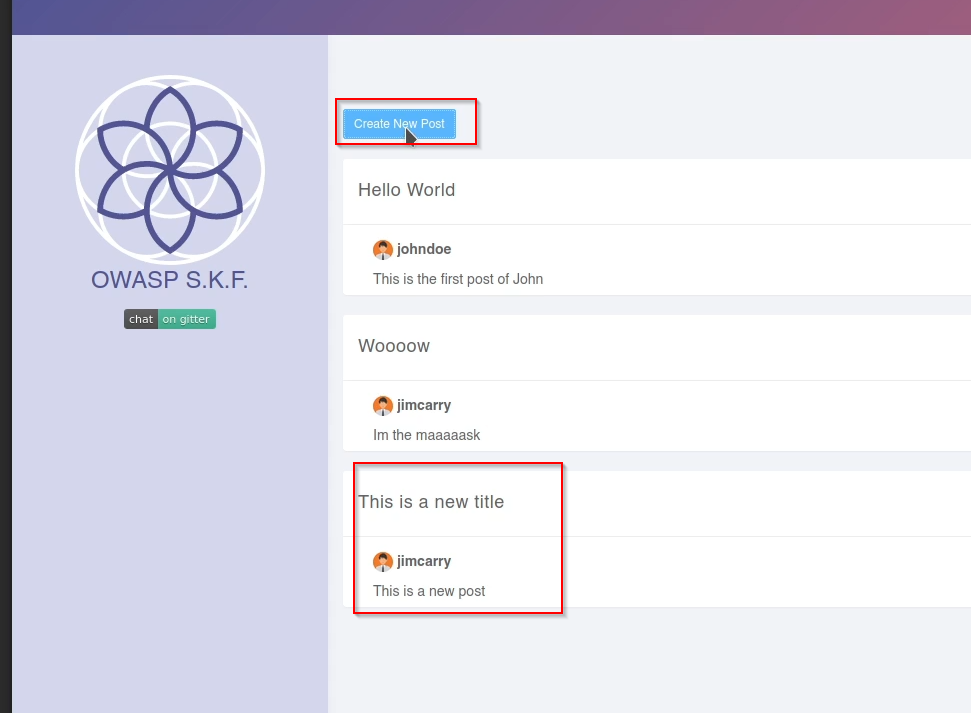 OWASP S.K.F.
chat on gitter
Create New Post
Hello World
johndoe
This is the first post of John
Woooow
jimcarry
Im the maaaaask
This is a new title
jimcarry
This is a new post